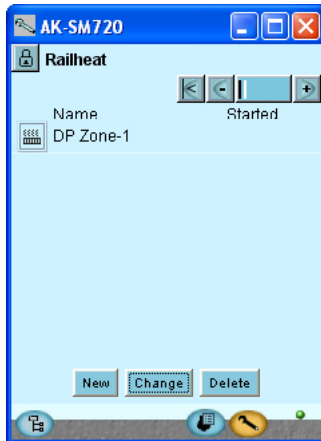 AK-SM720
Railheat
Name Started
DP Zone-1
New Change Delete